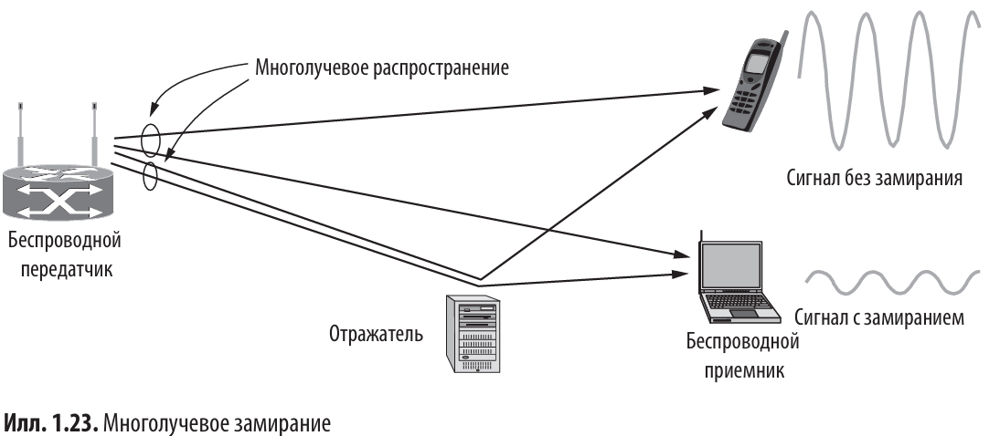 Многолучевое распространение
Сигнал без замирания
Беспроводной
передатчик
Отражатель
Сигнал с замиранием
Беспроводной
приемник
Илл. 1.23. Многолучевое замирание